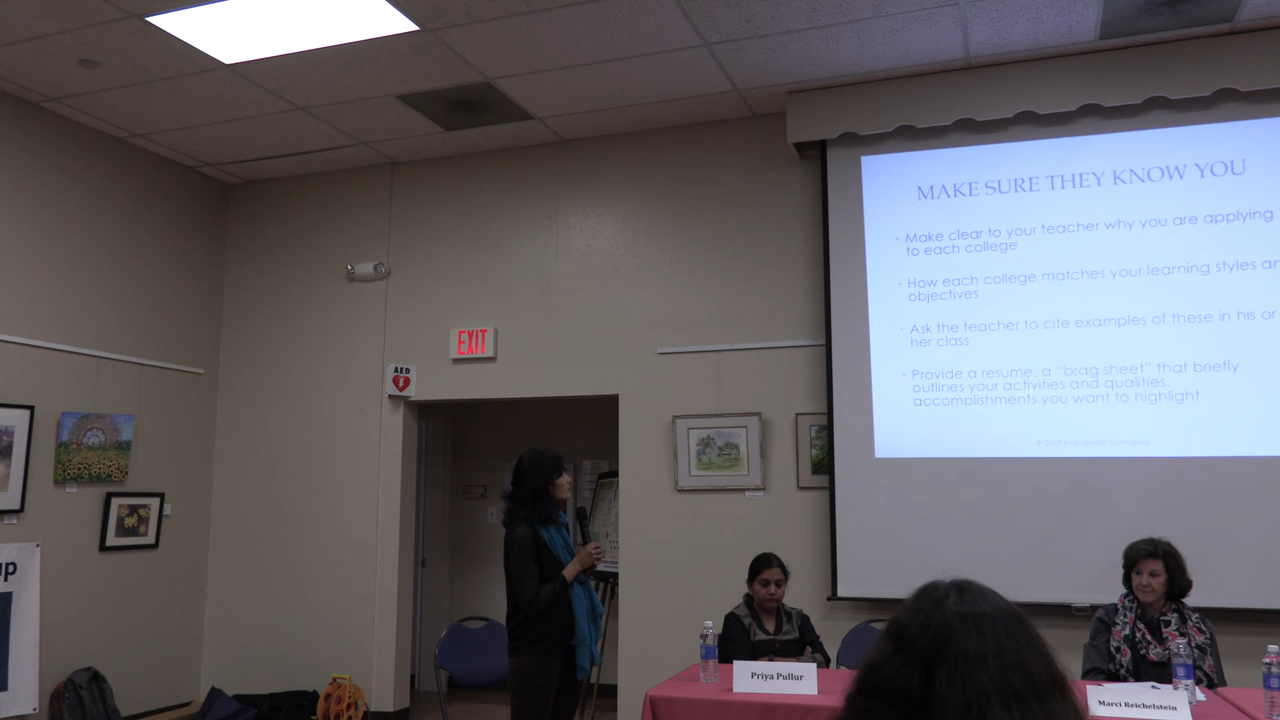 MAKE SURE THEY KNOW YOU
· Make clear to your teacher why you are applying
to each college
· How each college matches your learning styles an
objectives
· Ask the teacher to cite examples of these in his or
her class
· Provide a resume, a “brag sheet” that briefly
outlines your activities and qualities,
accomplishments you want to highlight
EXIT
AED
up
Priya Pullur
Marci Reichelstein